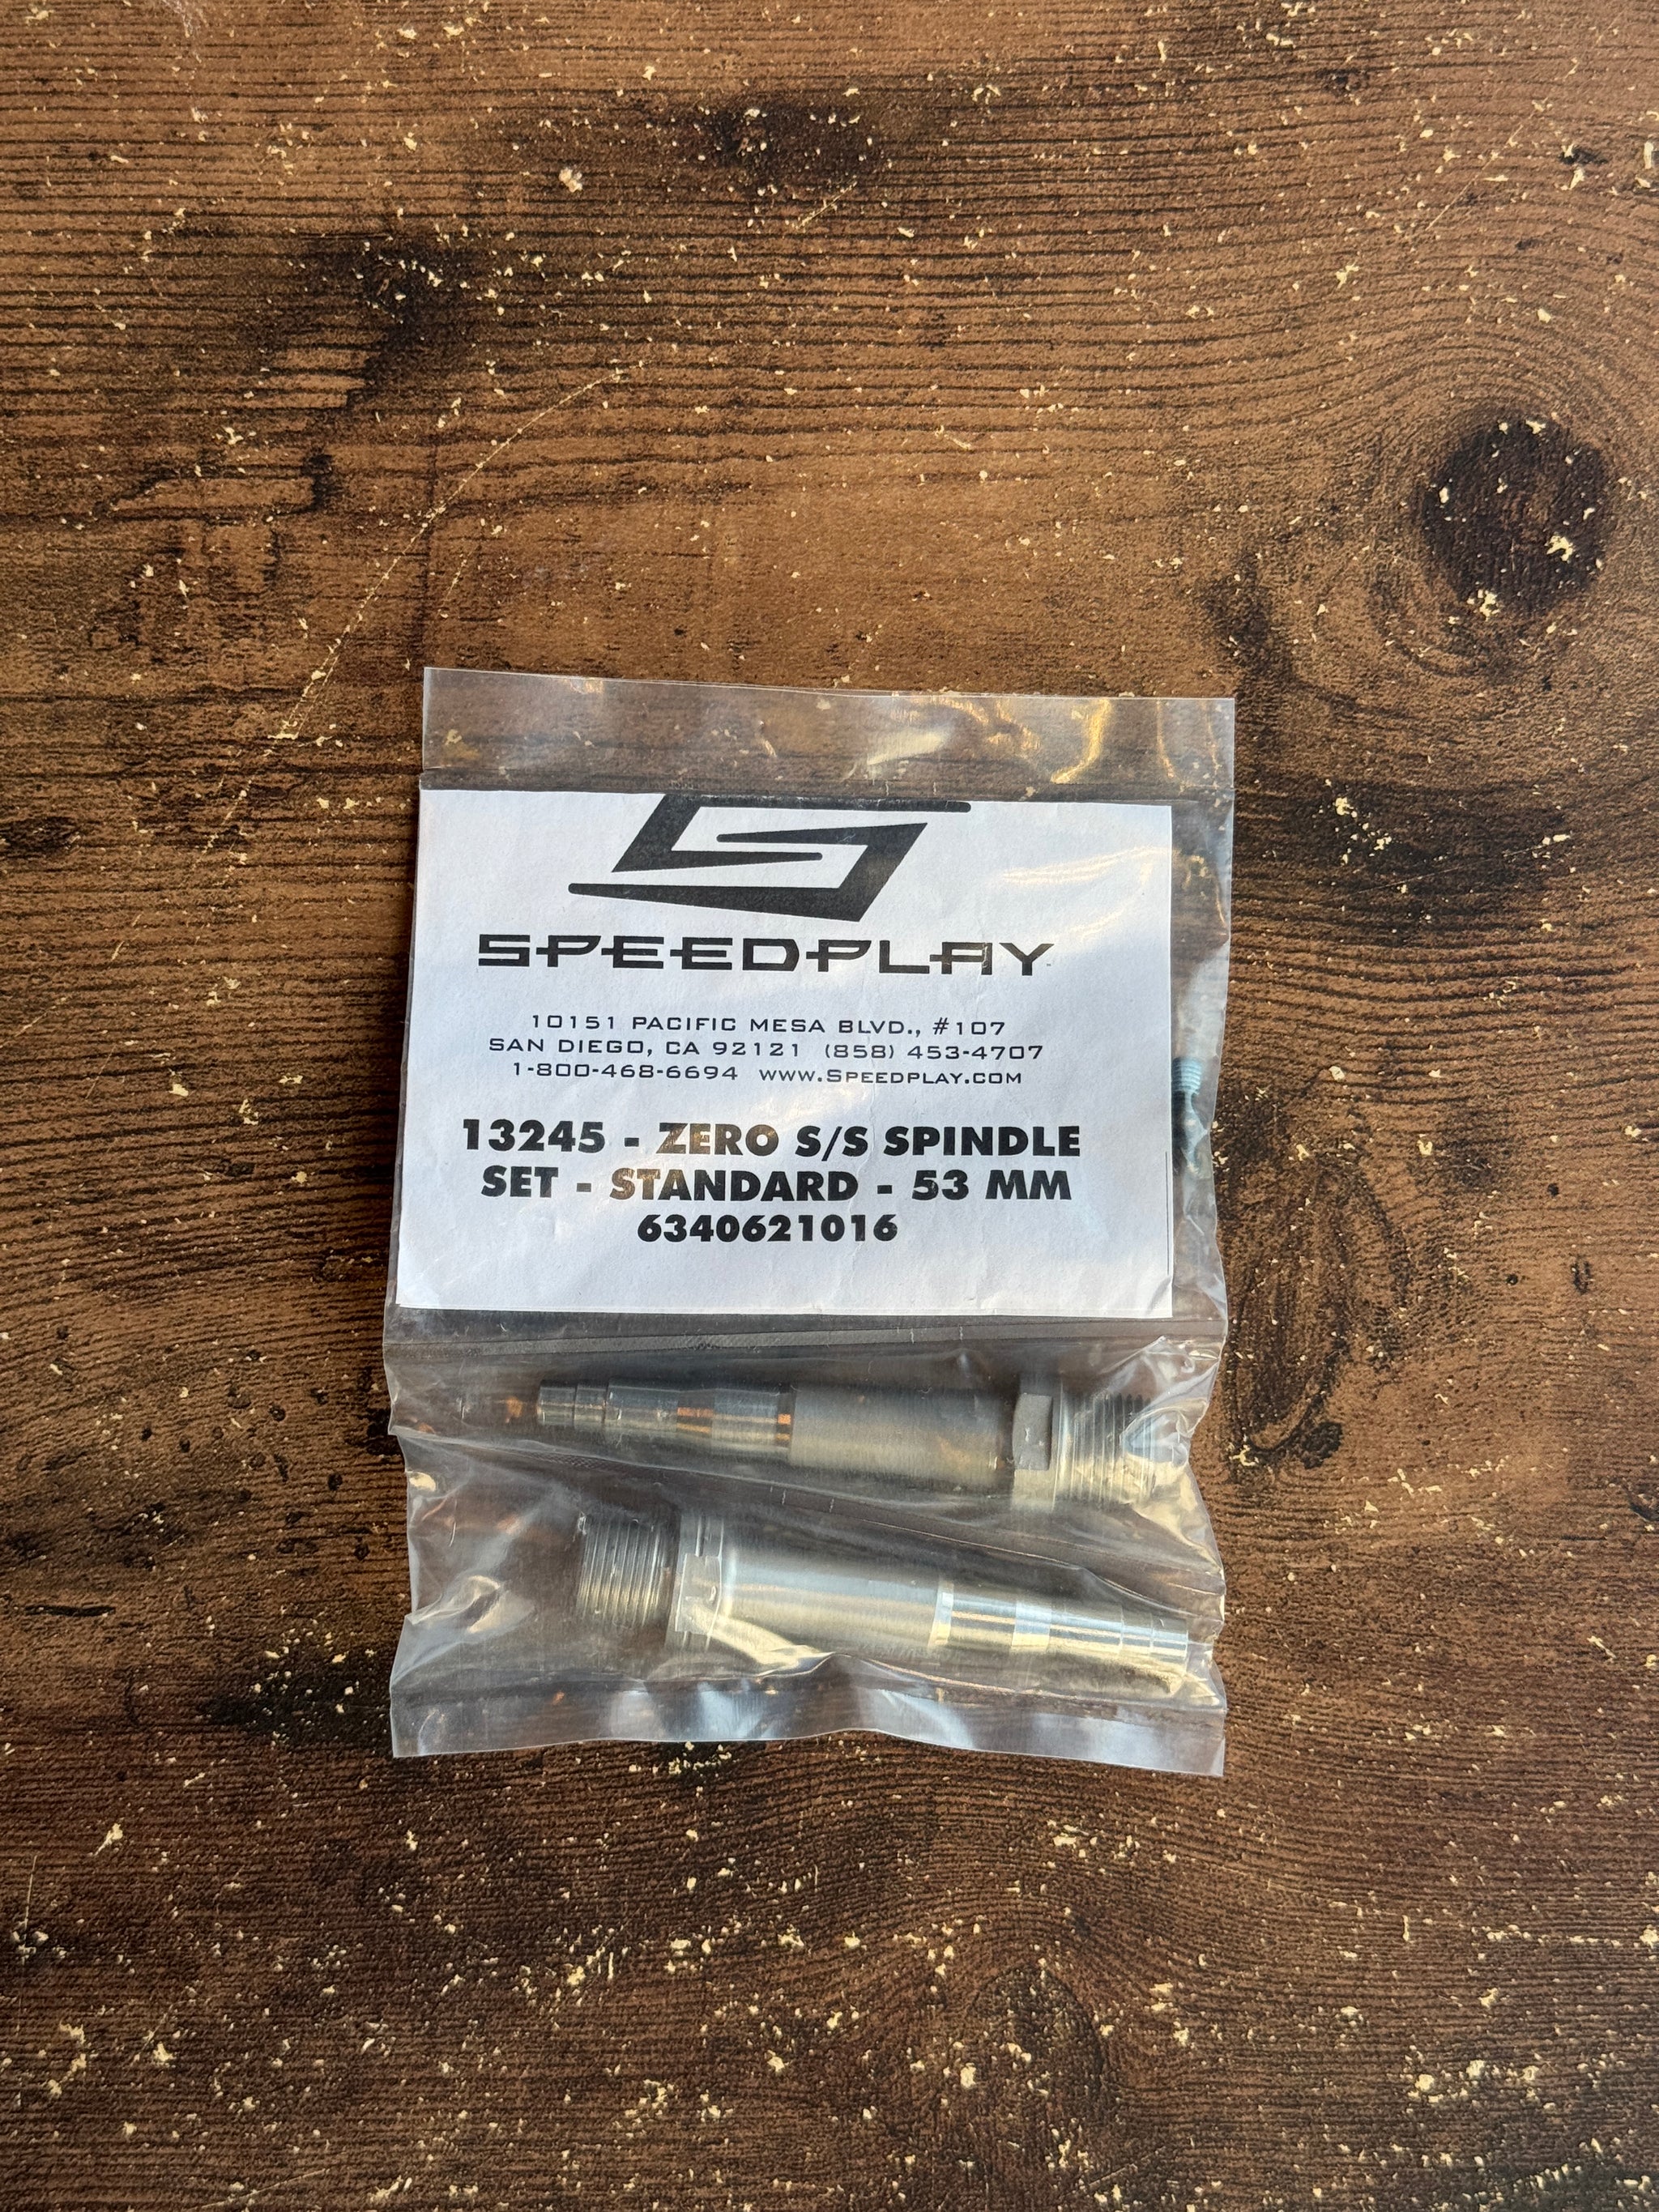 SPEEDPLAY
10151 PACIFIC MESA BLVD., #107
SAN DIEGO, CA 92121 (858) 453-4707
1-800-468-6694 WWW.SPEEDPLAY.COM
13245 - ZERO S/S SPINDLE
SET - STANDARD - 53 MM
6340621016